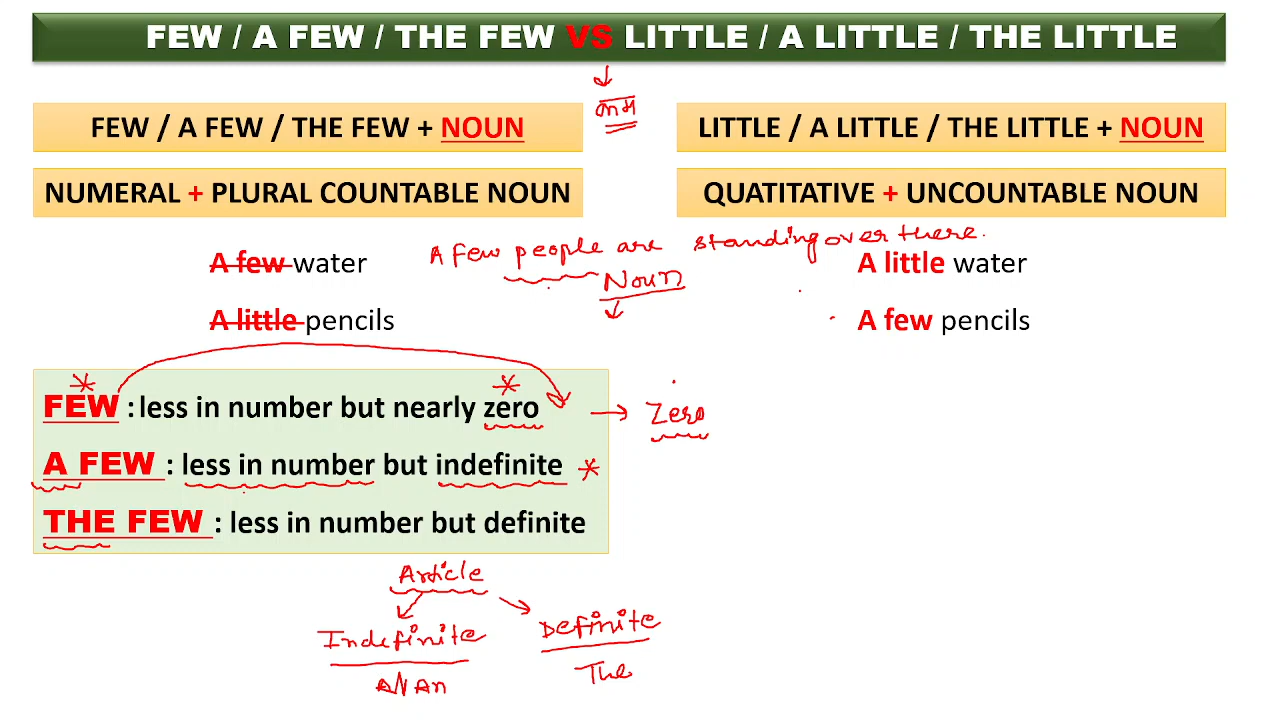 FEW / A FEW / THE FEW VS LITTLE / A LITTLE / THE LITTLE
FEW / A FEW / THE FEW + NOUN
LITTLE / A LITTLE / THE LITTLE + NOUN
NUMERAL + PLURAL COUNTABLE NOUN
QUATITATIVE + UNCOUNTABLE NOUN
A few people are standing over there.
Noun
A few water
A little water
A little pencils
A few pencils
FEW : less in number but nearly zero
Zero
A FEW : less in number but indefinite
THE FEW : less in number but definite
Article
Indefinite
Definite
A/An
The